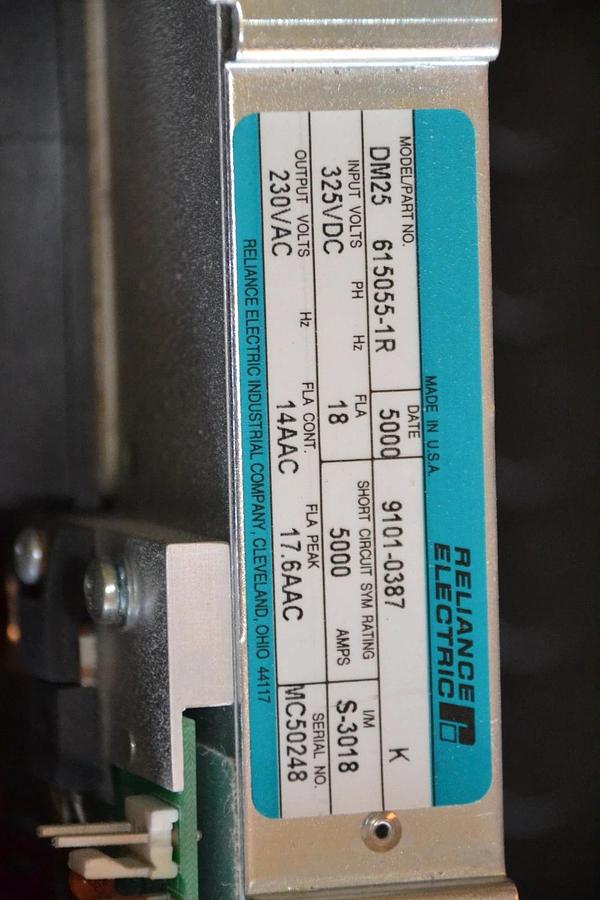 RELIANCE
ELECTRIC
MADE IN U.S.A.
MODEL/PART NO. DATE
DM25 615055-1R 5000 9101-0387 K
INPUT VOLTS PH Hz FLA SHORT CIRCUIT SYM RATING I/M
325VDC 18 5000 AMPS S-3018
OUTPUT VOLTS Hz FLA CONT. FLA PEAK SERIAL NO.
230VAC 14AAC 17.6AAC MC50248
RELIANCE ELECTRIC INDUSTRIAL COMPANY, CLEVELAND, OHIO 44117